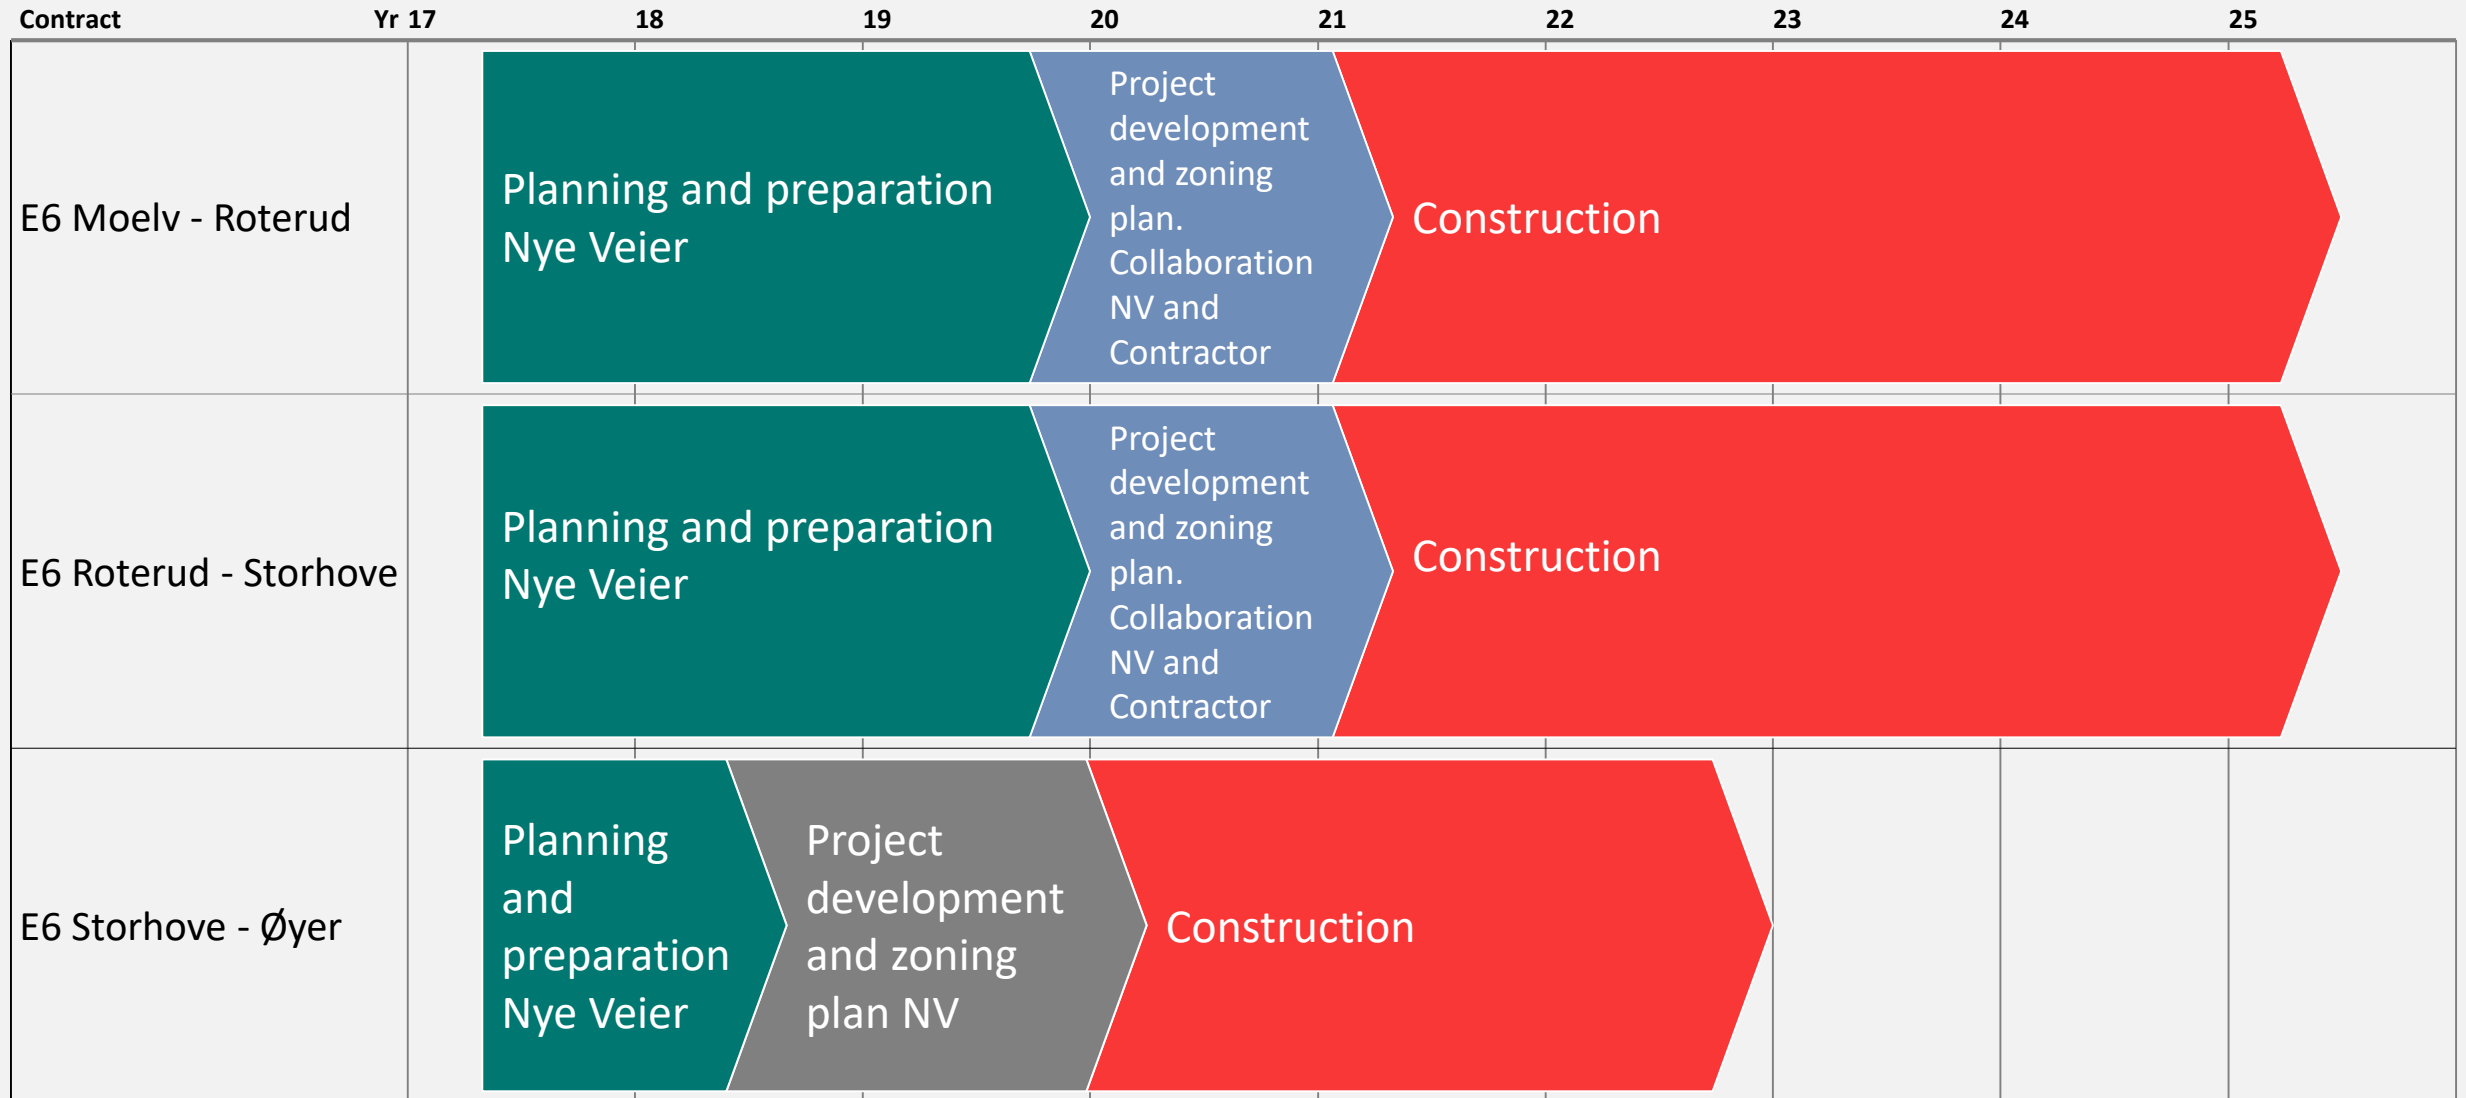 Contract Yr 17 18 19 20 21 22 23 24 25
E6 Moelv - Roterud
Planning and preparation
Nye Veier
Project
development
and zoning
plan.
Collaboration
NV and
Contractor
Construction
E6 Roterud - Storhove
Planning and preparation
Nye Veier
Project
development
and zoning
plan.
Collaboration
NV and
Contractor
Construction
E6 Storhove - Øyer
Planning
and
preparation
Nye Veier
Project
development
and zoning
plan NV
Construction